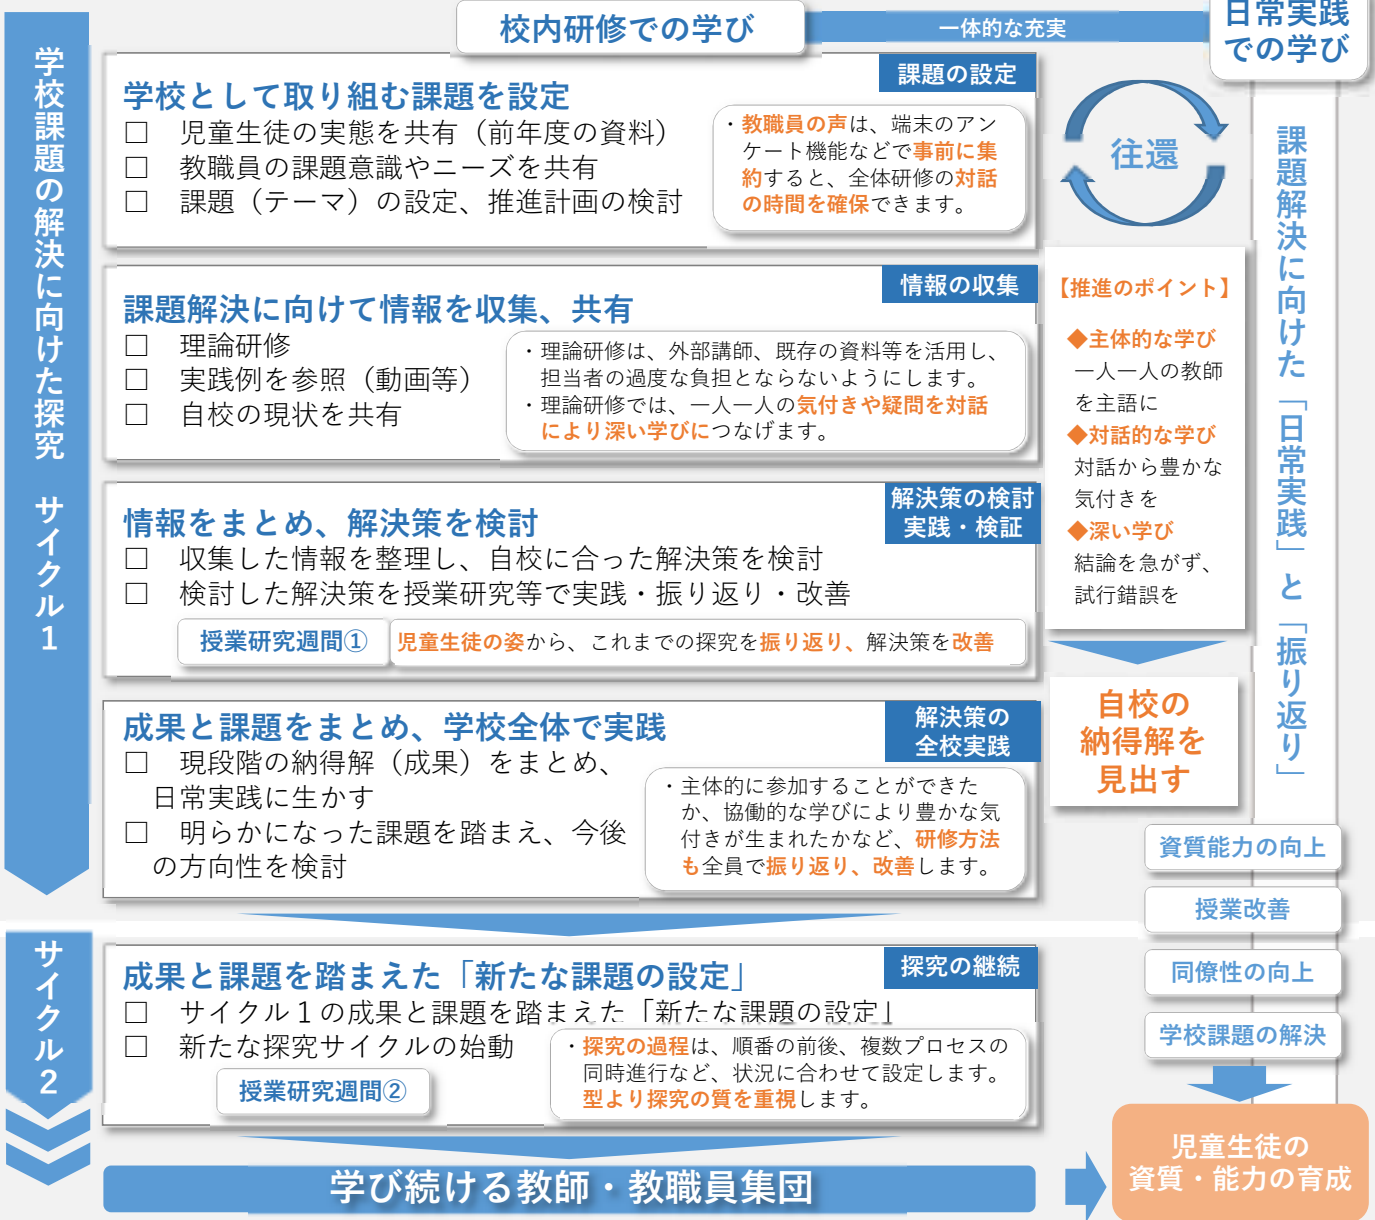 校内研修での学び
一体的な充実
日常実践
での学び
学校課題の解決に向けた探究　サイクル1
課題の設定
学校として取り組む課題を設定
□　児童生徒の実態を共有（前年度の資料）
□　教職員の課題意識やニーズを共有
□　課題（テーマ）の設定、推進計画の検討
・教職員の声は、端末のアン
ケート機能などで事前に集
約すると、全体研修の対話
の時間を確保できます。
往還
情報の収集
課題解決に向けて情報を収集、共有
□　理論研修
□　実践例を参照（動画等）
□　自校の現状を共有
・理論研修は、外部講師、既存の資料等を活用し、
担当者の過度な負担とならないようにします。
・理論研修では、一人一人の気付きや疑問を対話
により深い学びにつなげます。
解決策の検討
実践・検証
情報をまとめ、解決策を検討
□　収集した情報を整理し、自校に合った解決策を検討
□　検討した解決策を授業研究等で実践・振り返り・改善
授業研究週間①
児童生徒の姿から、これまでの探究を振り返り、解決策を改善
解決策の
全校実践
成果と課題をまとめ、学校全体で実践
□　現段階の納得解（成果）をまとめ、
日常実践に生かす
□　明らかになった課題を踏まえ、今後
の方向性を検討
・主体的に参加することができた
か、協働的な学びにより豊かな気
付きが生まれたかなど、研修方法
も全員で振り返り、改善します。
サイクル2
探究の継続
成果と課題を踏まえた「新たな課題の設定」
□　サイクル１の成果と課題を踏まえた「新たな課題の設定」
□　新たな探究サイクルの始動
授業研究週間②
・探究の過程は、順番の前後、複数プロセスの
同時進行など、状況に合わせて設定します。
型より探究の質を重視します。
学び続ける教師・教職員集団
【推進のポイント】
◆主体的な学び
一人一人の教師
を主語に
◆対話的な学び
対話から豊かな
気付きを
◆深い学び
結論を急がず、
試行錯誤を
自校の
納得解を
見出す
課題解決に向けた「日常実践」と「振り返り」
資質能力の向上
授業改善
同僚性の向上
学校課題の解決
児童生徒の
資質・能力の育成